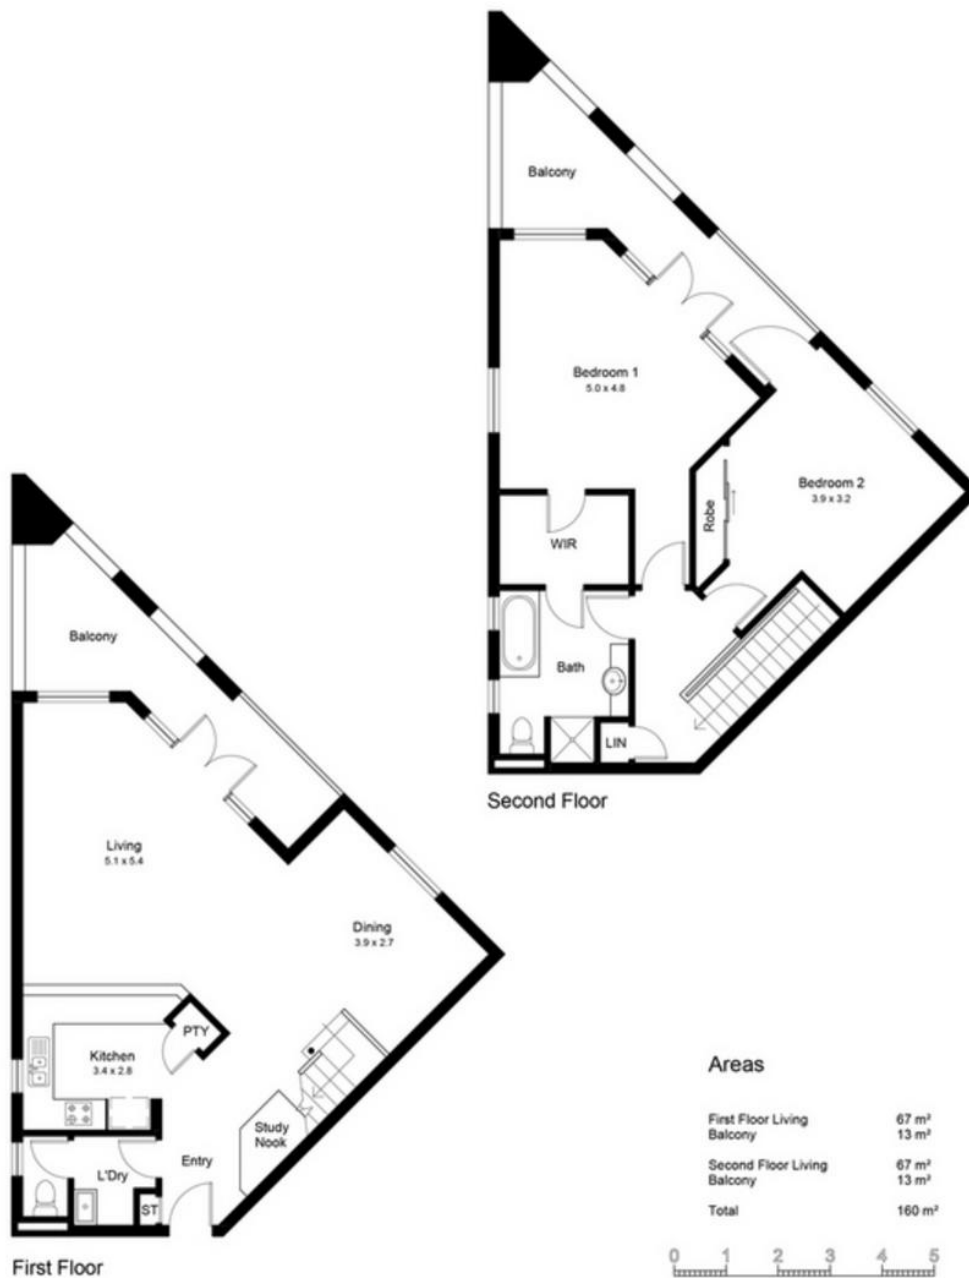 Balcony
Bedroom 1
5.0 x 4.8
Bedroom 2
3.9 x 3.2
Robe
WIR
Bath
LIN
Second Floor
Balcony
Living
5.1 x 5.4
Dining
3.9 x 2.7
PTY
Kitchen
3.4 x 2.8
Study
Nook
L'Dry
Entry
ST
First Floor
Areas
First Floor Living 67 m²
Balcony 13 m²
Second Floor Living 67 m²
Balcony 13 m²
Total 160 m²
0 1 2 3 4 5